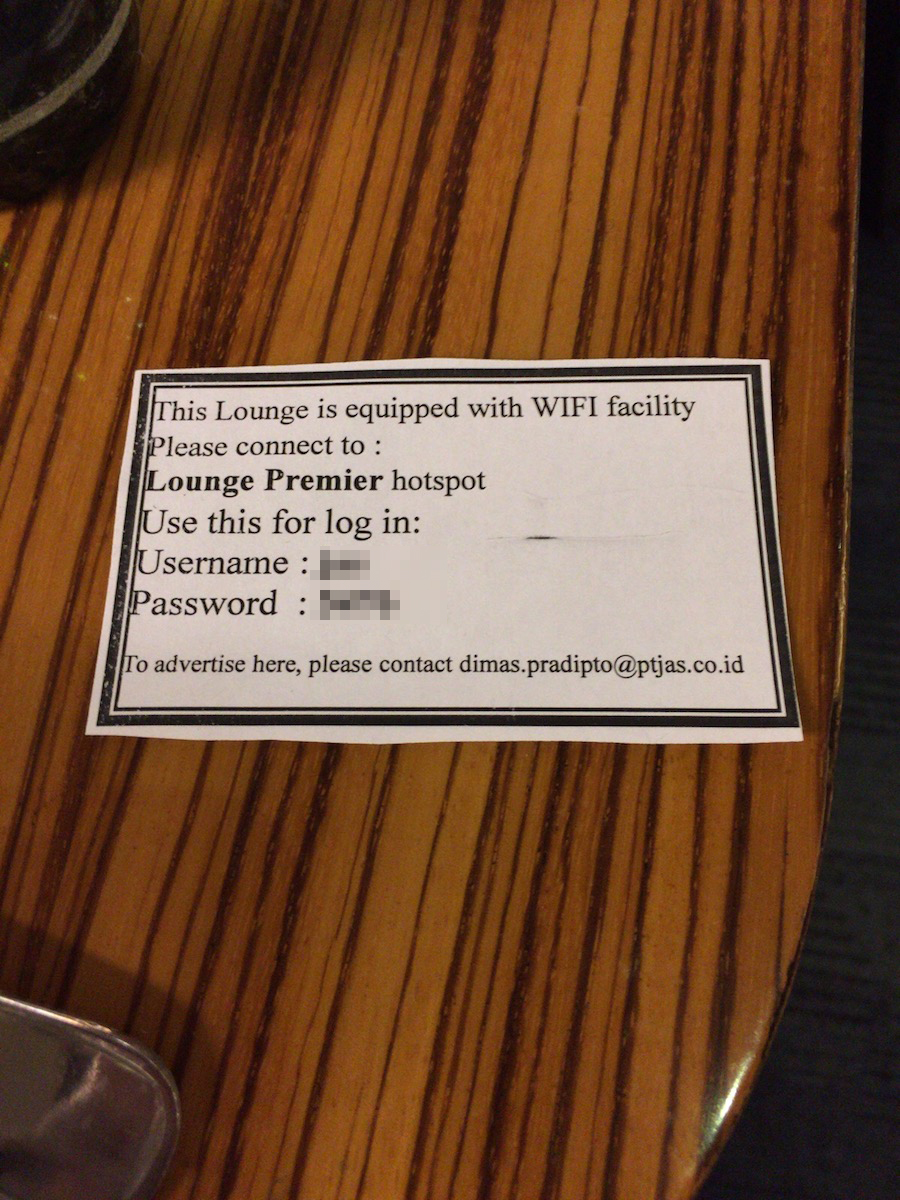 This Lounge is equipped with WIFI facility
Please connect to :
Lounge Premier hotspot
Use this for log in:
Username :
Password :
To advertise here, please contact dimas.pradipto@ptjas.co.id